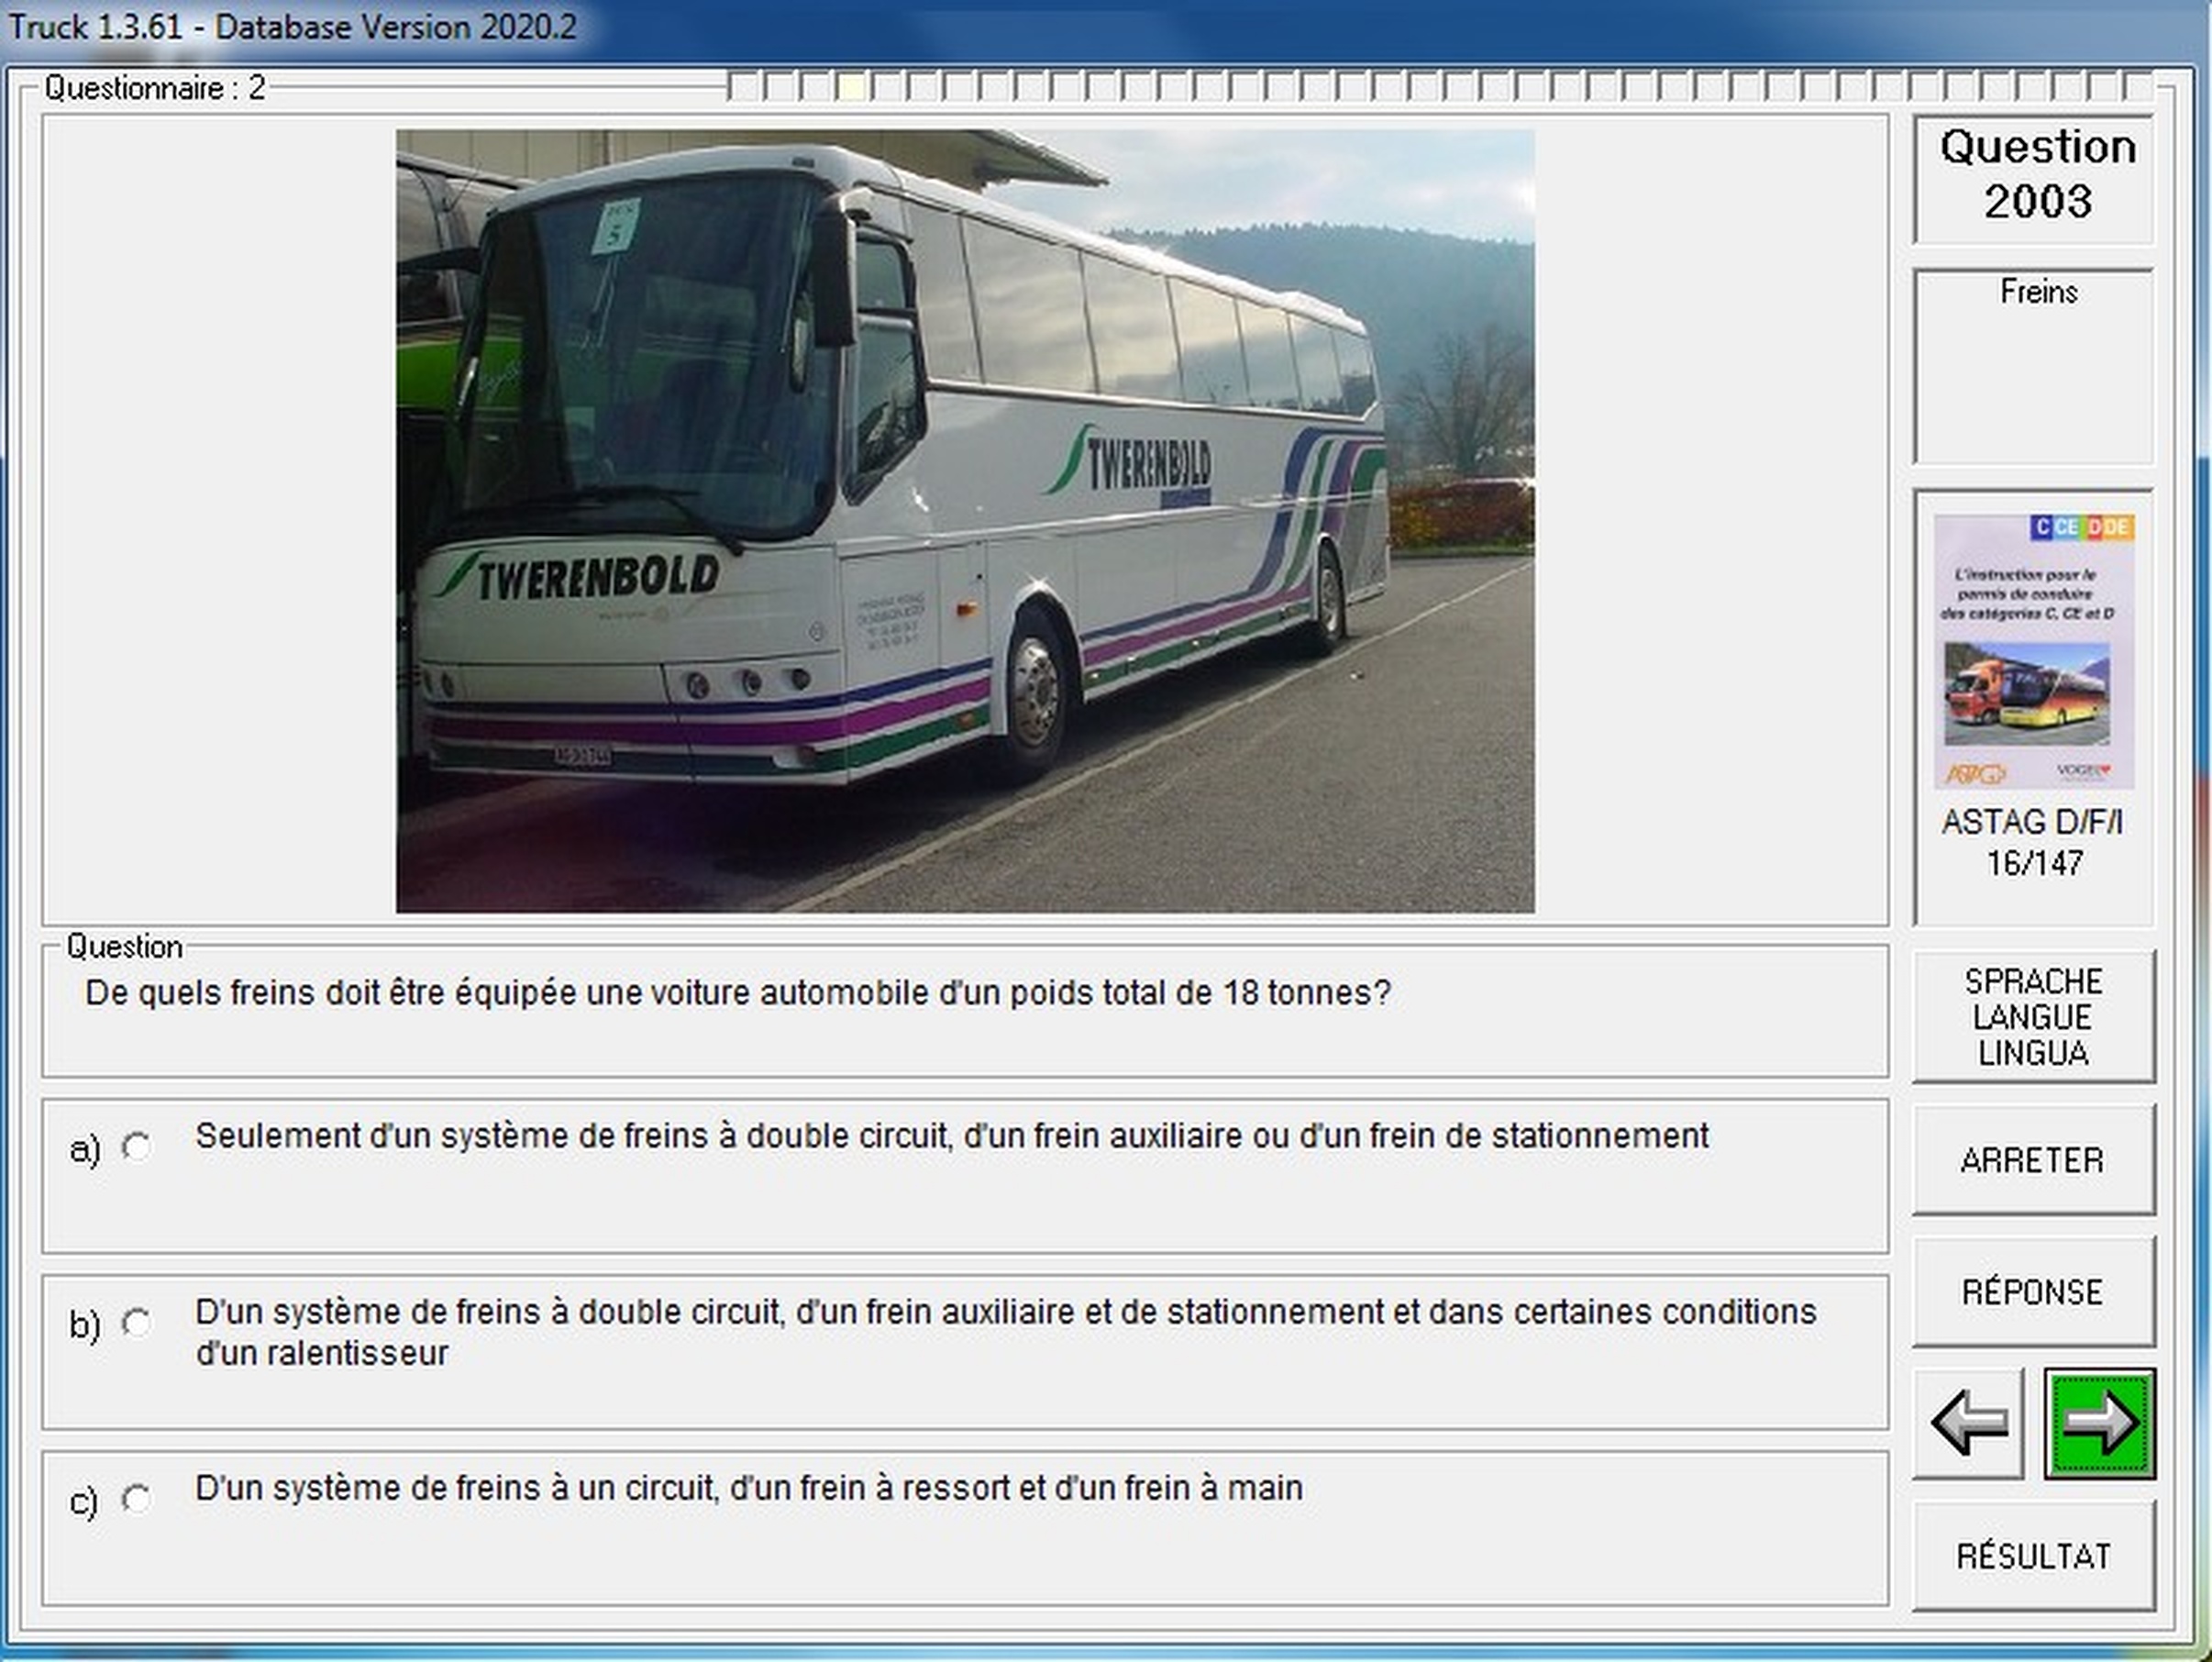 Truck 1.3.61 - Database Version 2020.2
Questionnaire : 2
5
TWERENBOLD
TWERENBOLD
Question
2003
Freins
C CE D DE
L'instruction pour le
permis de conduire
des catégories C, CE et D
ASTAG
VOGEL
ASTAG D/F/I
16/147
Question
De quels freins doit être équipée une voiture automobile d'un poids total de 18 tonnes?
a) Seulement d'un système de freins à double circuit, d'un frein auxiliaire ou d'un frein de stationnement
b) D'un système de freins à double circuit, d'un frein auxiliaire et de stationnement et dans certaines conditions
d'un ralentisseur
c) D'un système de freins à un circuit, d'un frein à ressort et d'un frein à main
SPRACHE
LANGUE
LINGUA
ARRETER
RÉPONSE
RÉSULTAT